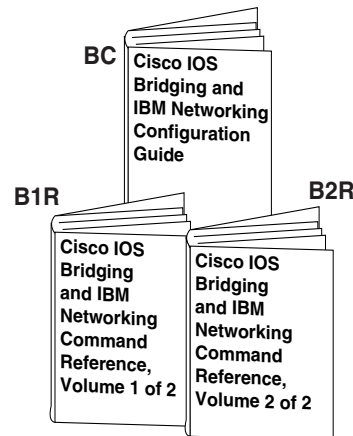 BC
Cisco IOS
Bridging and
IBM Networking
Configuration
Guide
B1R
Cisco IOS
Bridging
and IBM
Networking
Command
Reference,
Volume 1 of 2
B2R
Cisco IOS
Bridging
and IBM
Networking
Command
Reference,
Volume 2 of 2